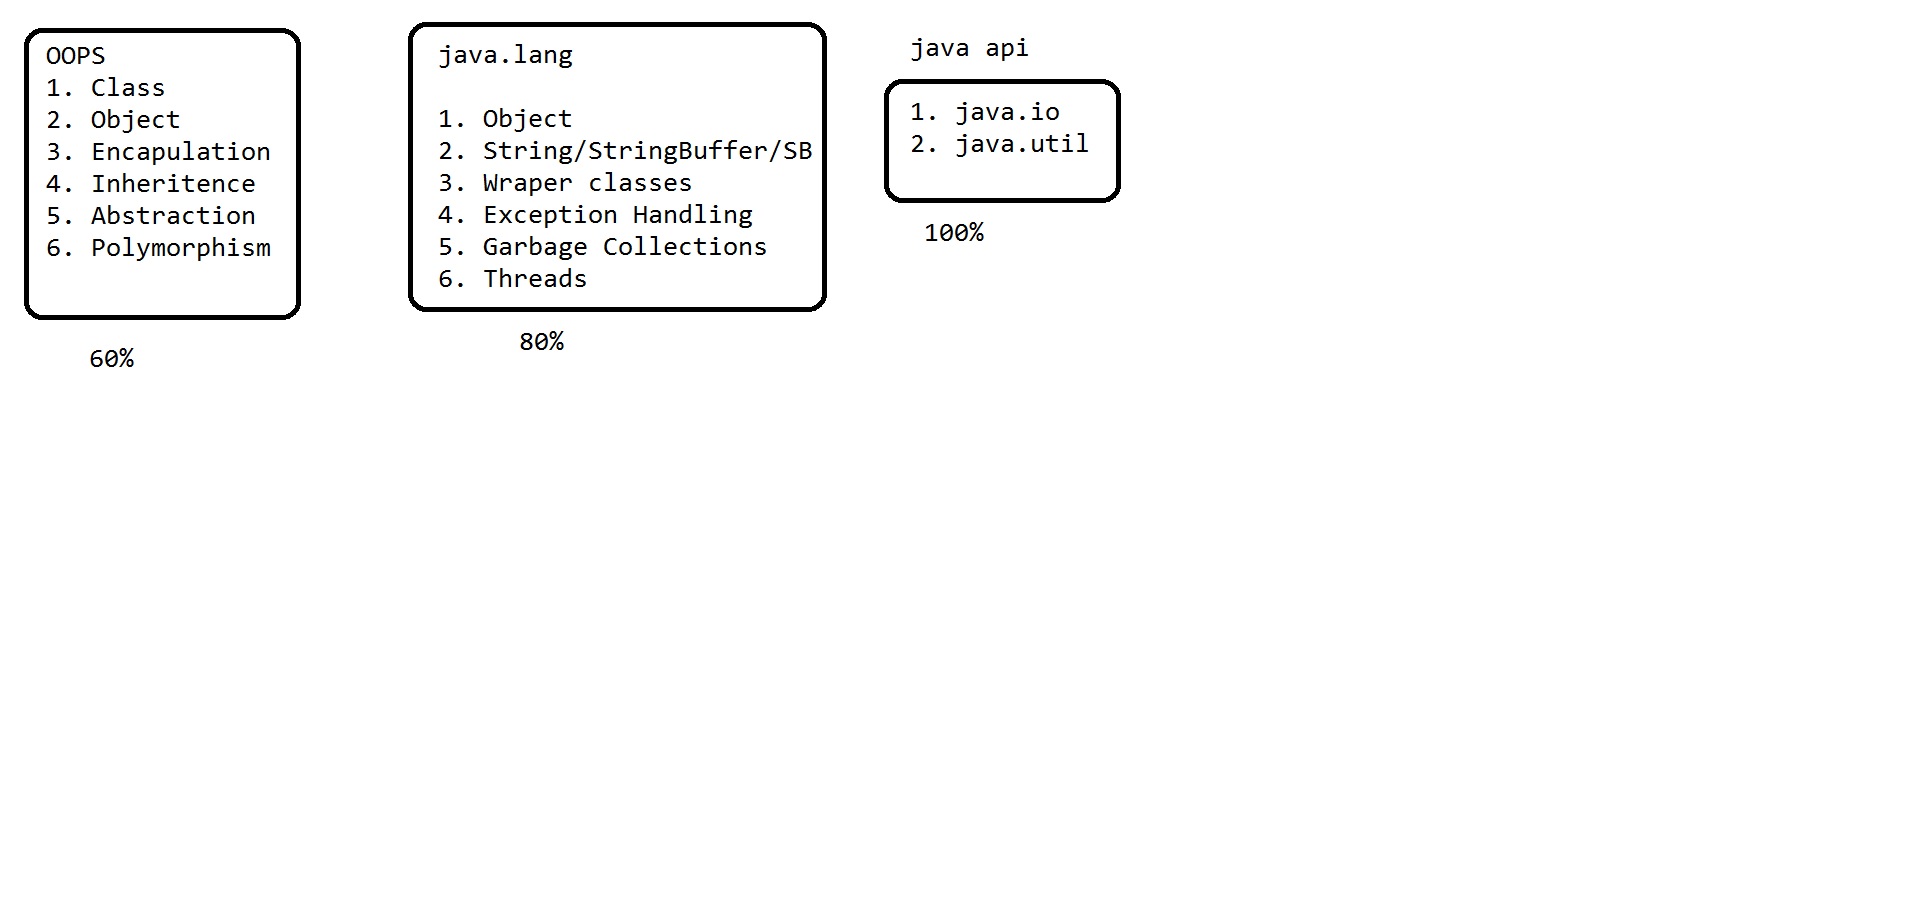 OOPS
1. Class
2. Object
3. Encapulation
4. Inheritence
5. Abstraction
6. Polymorphism
60%
java.lang
1. Object
2. String/StringBuffer/SB
3. Wraper classes
4. Exception Handling
5. Garbage Collections
6. Threads
80%
java api
1. java.io
2. java.util
100%